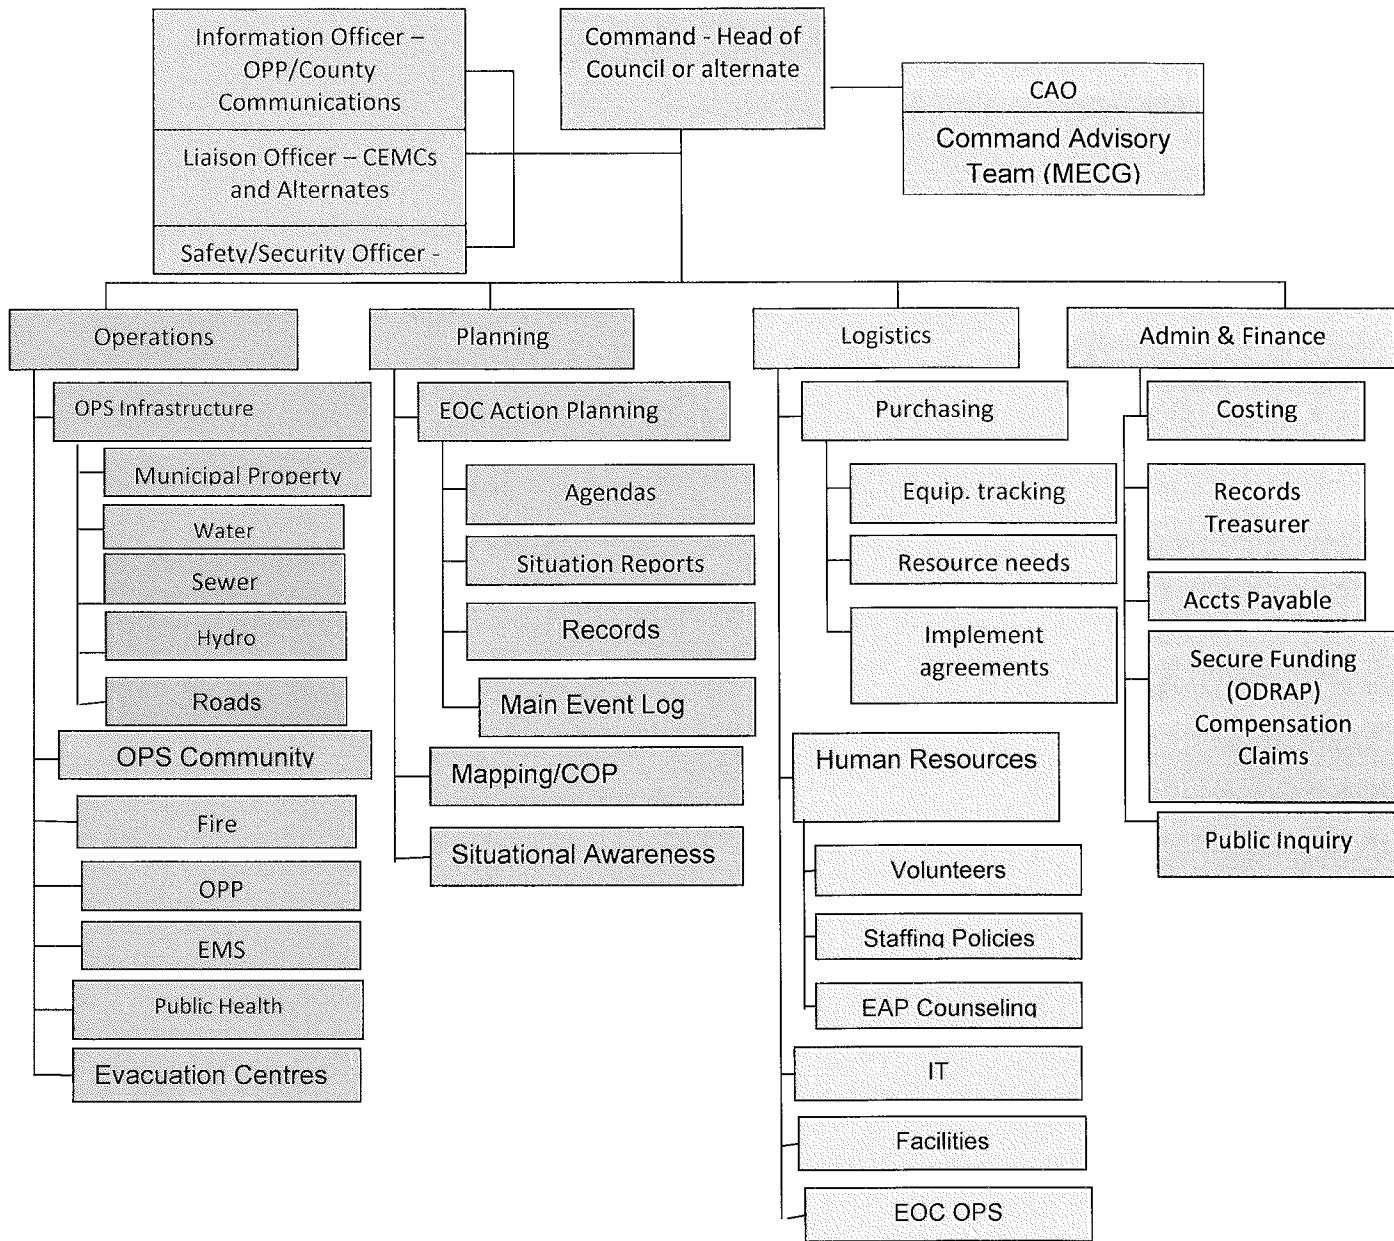 Information Officer –
OPP/County
Communications
Liaison Officer – CEMCs
and Alternates
Safety/Security Officer -
Command - Head of
Council or alternate
CAO
Command Advisory
Team (MECG)
Operations
OPS Infrastructure
Municipal Property
Water
Sewer
Hydro
Roads
OPS Community
Fire
OPP
EMS
Public Health
Evacuation Centres
Planning
EOC Action Planning
Agendas
Situation Reports
Records
Main Event Log
Mapping/COP
Situational Awareness
Logistics
Purchasing
Equip. tracking
Resource needs
Implement
agreements
Human Resources
Volunteers
Staffing Policies
EAP Counseling
IT
Facilities
EOC OPS
Admin & Finance
Costing
Records
Treasurer
Accts Payable
Secure Funding
(ODRAP)
Compensation
Claims
Public Inquiry